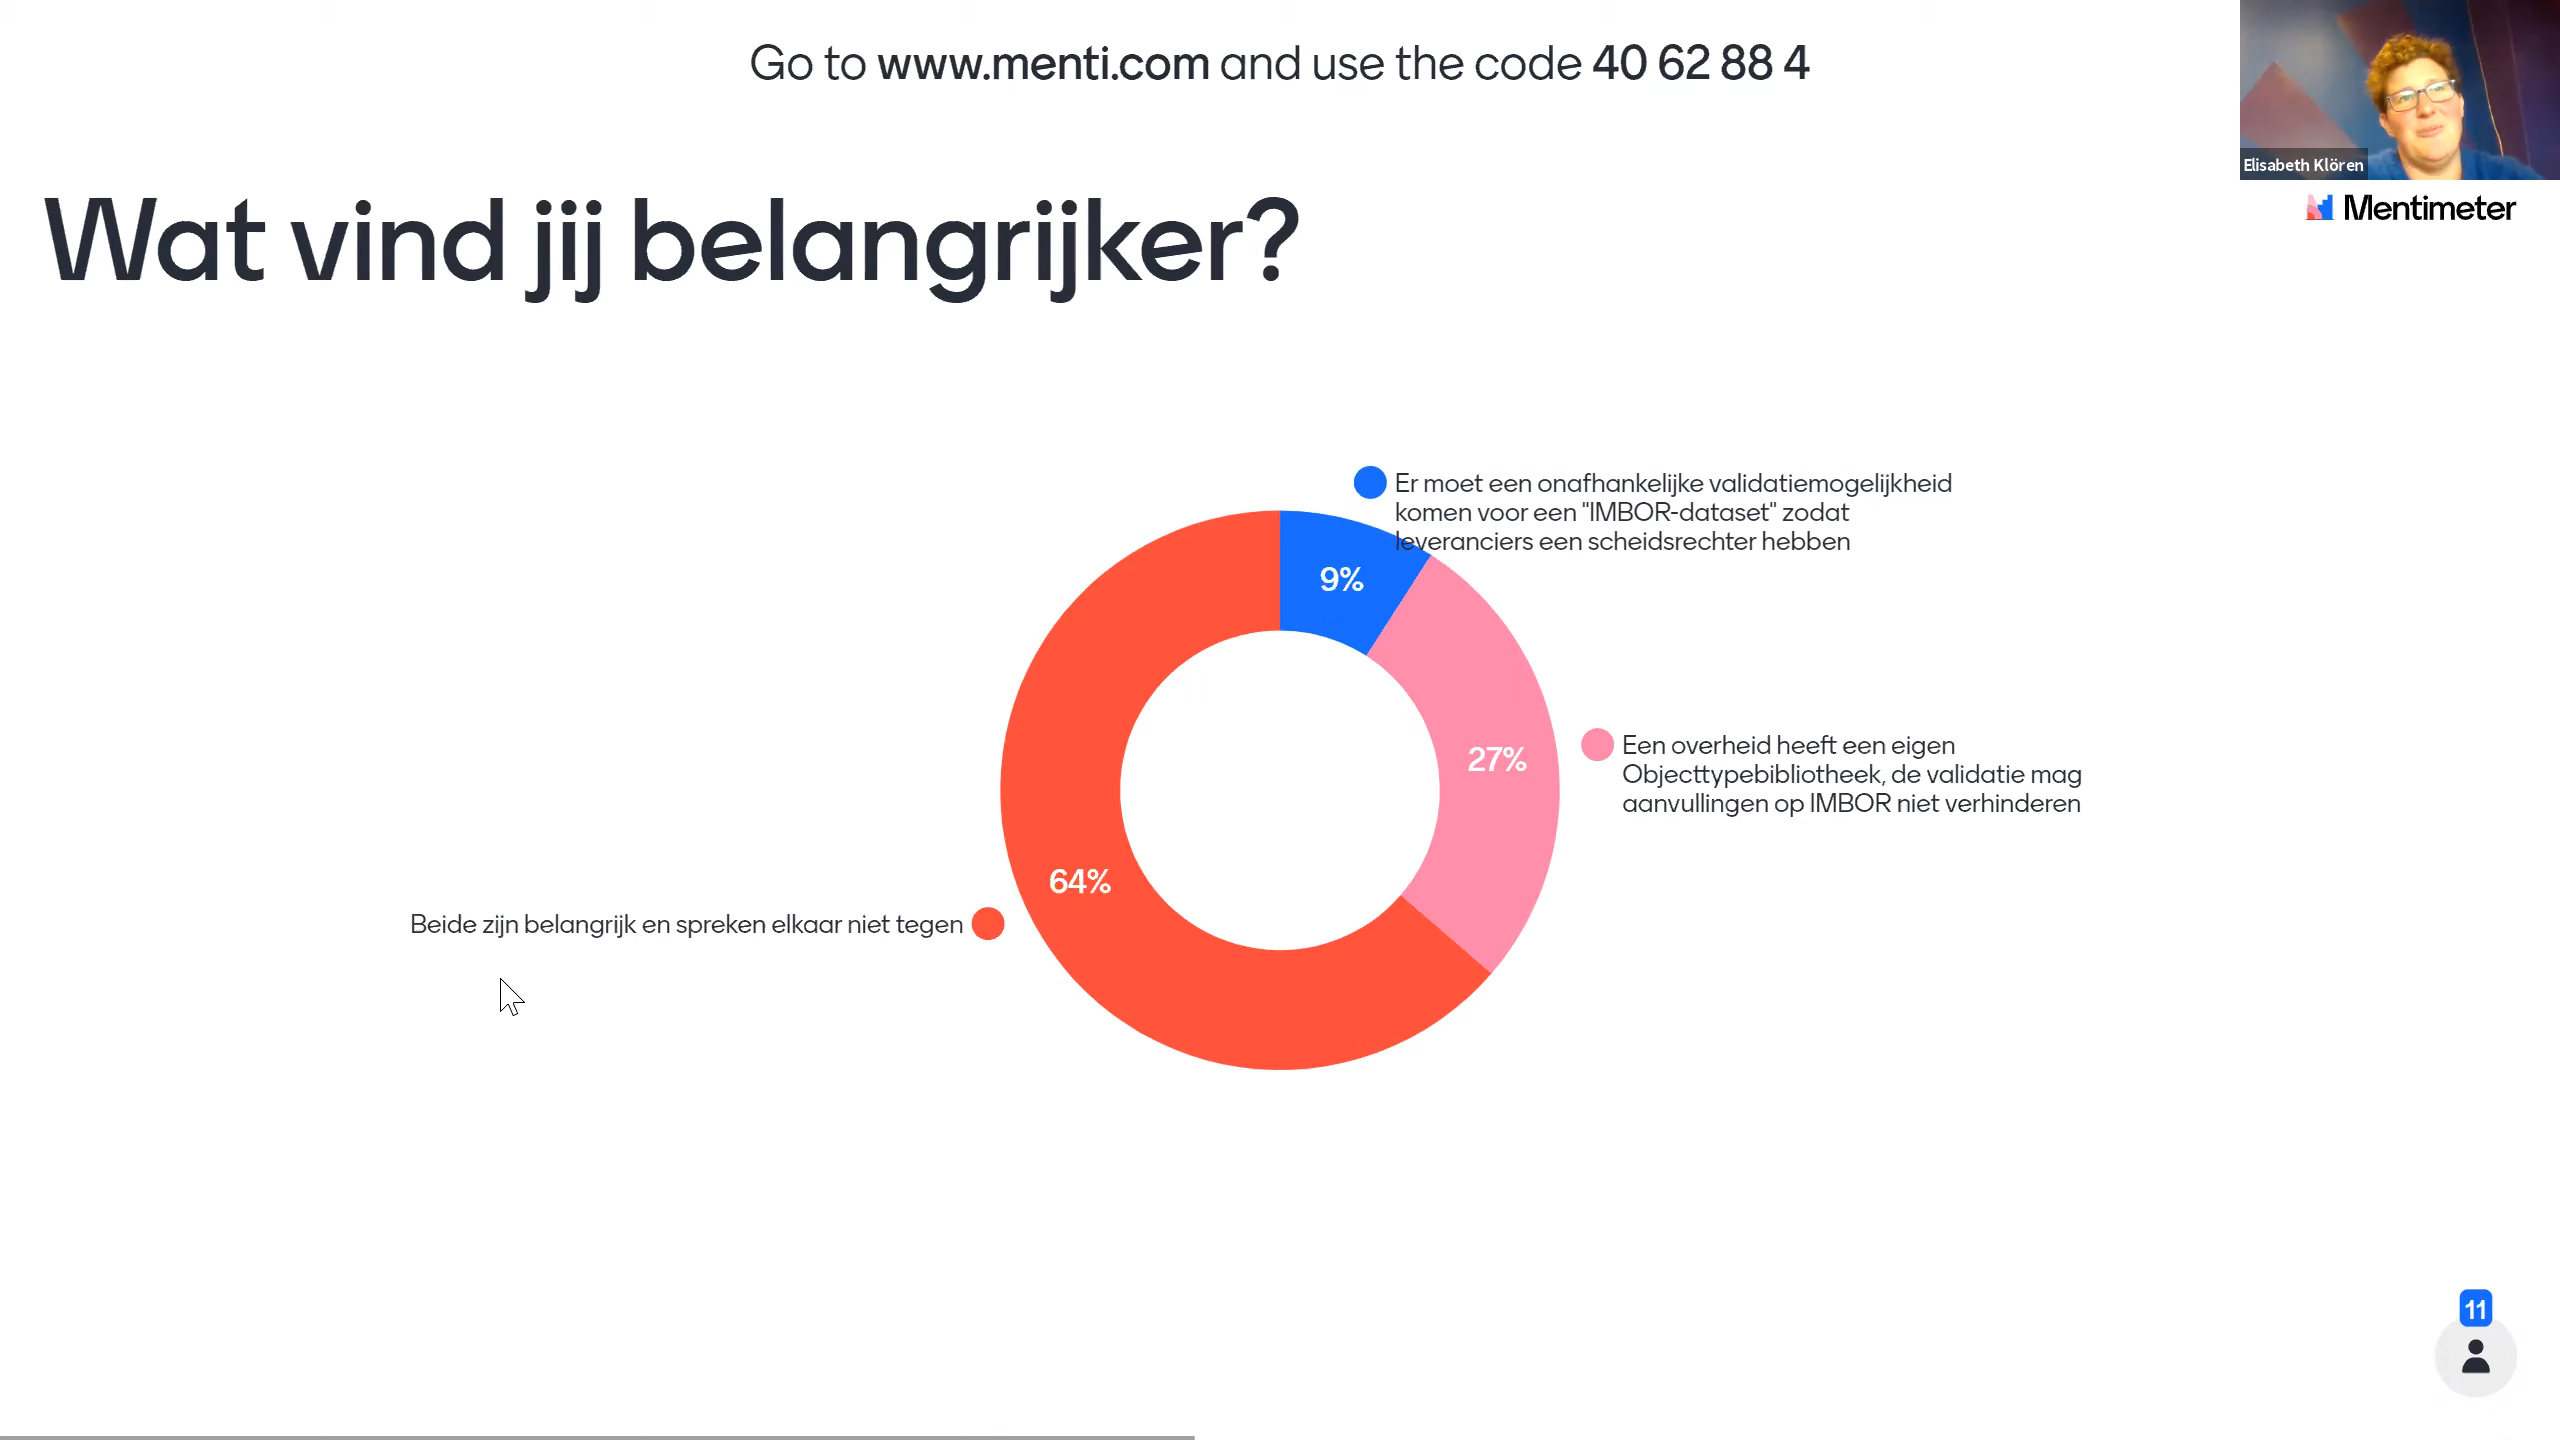 Go to www.menti.com and use the code 40 62 88 4
Elisabeth Klören
Mentimeter
Wat vind jij belangrijker?
Er moet een onafhankelijke validatiemogelijkheid
komen voor een "IMBOR-dataset" zodat
leveranciers een scheidsrechter hebben
9%
27%
Een overheid heeft een eigen
Objecttypebibliotheek, de validatie mag
aanvullingen op IMBOR niet verhinderen
64%
Beide zijn belangrijk en spreken elkaar niet tegen
11